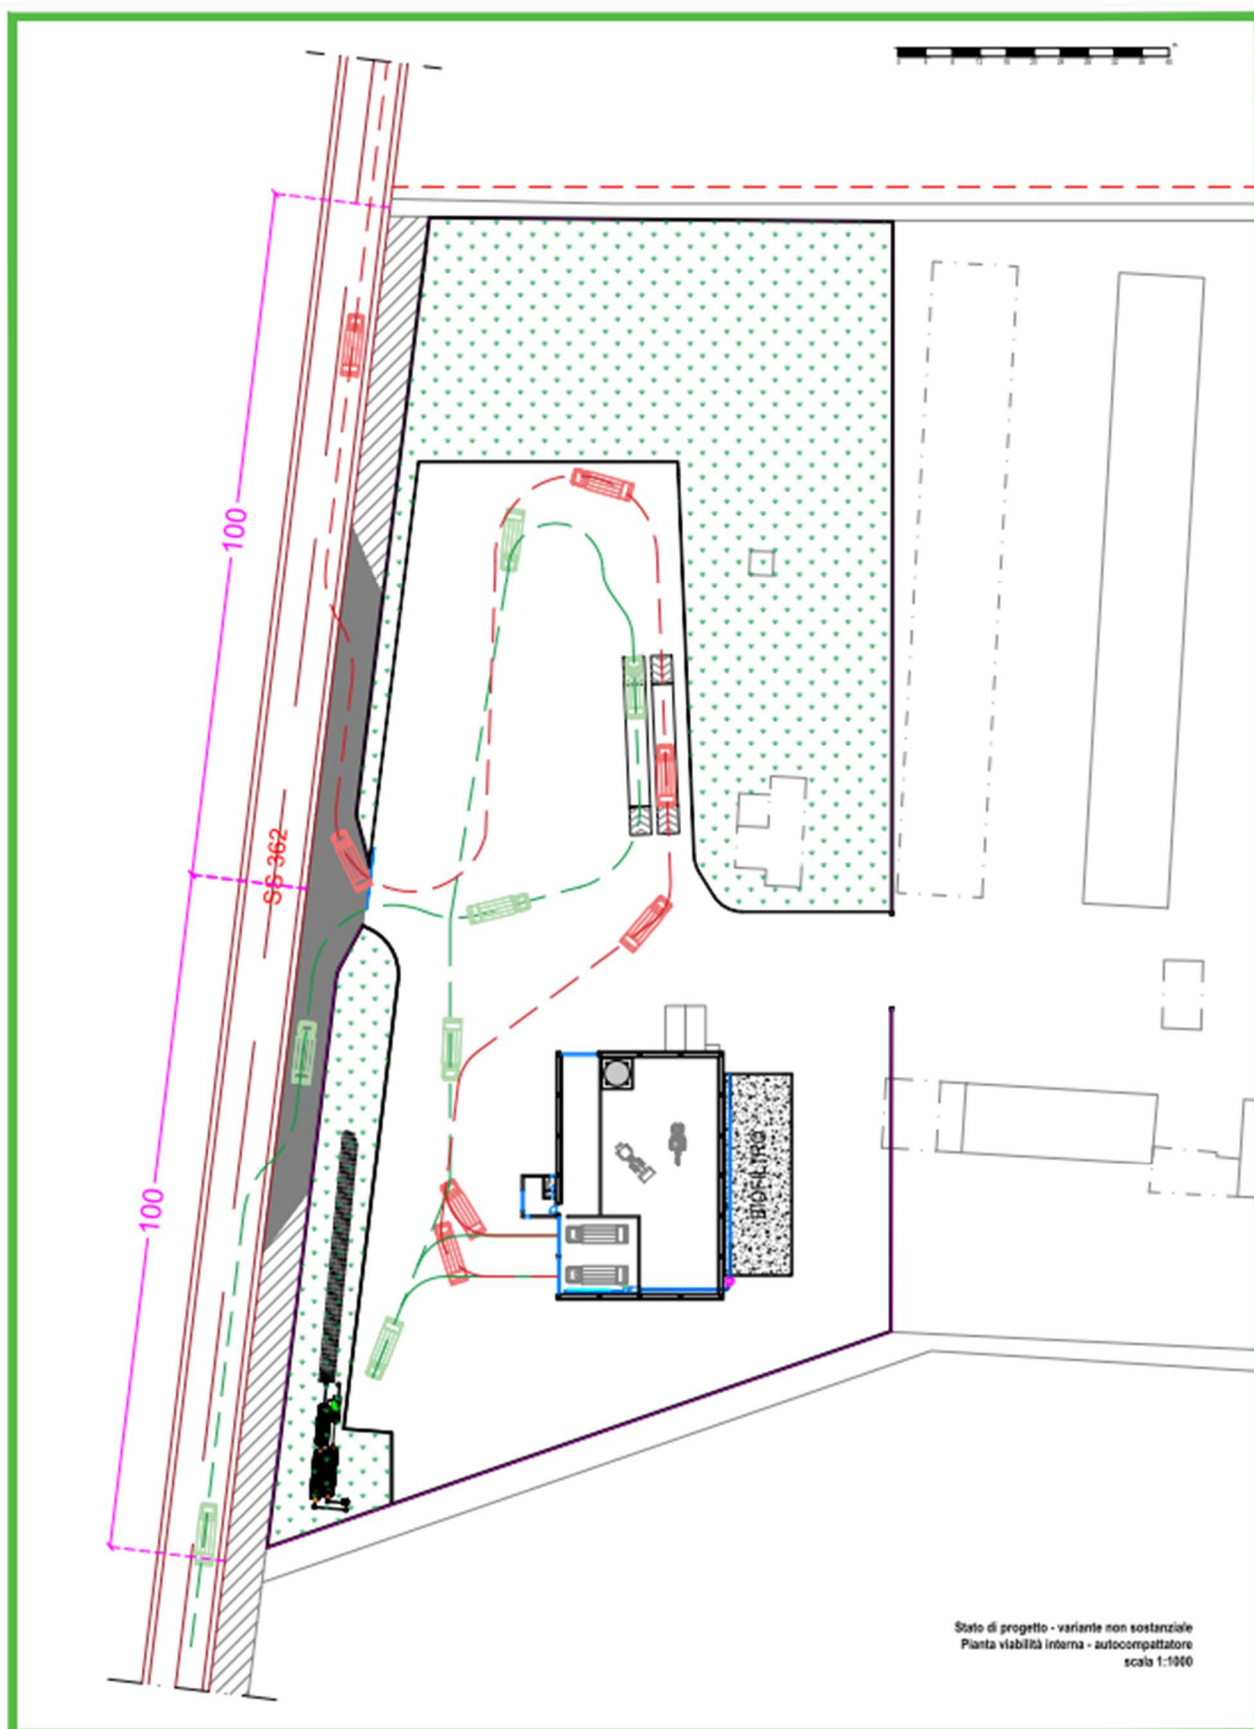 100
SS 362
100
BIOFILTRO
Stato di progetto - variante non sostanziale
Pianta viabilità interna - autocompattatore
scala 1:1000